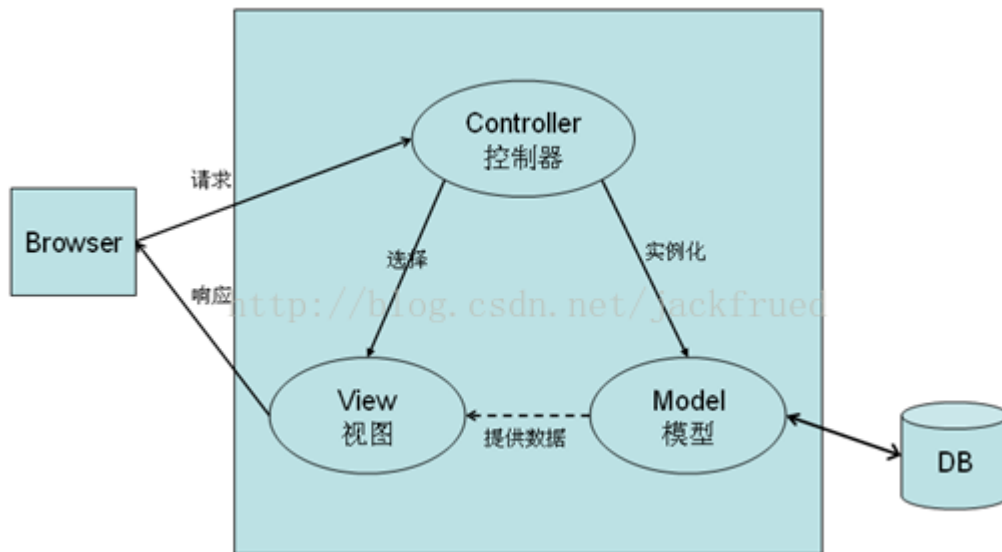 Controller
控制器
请求
Browser
选择
实例化
响应
http://blog.csdn.net/jackfrued
View
视图
提供数据
Model
模型
DB